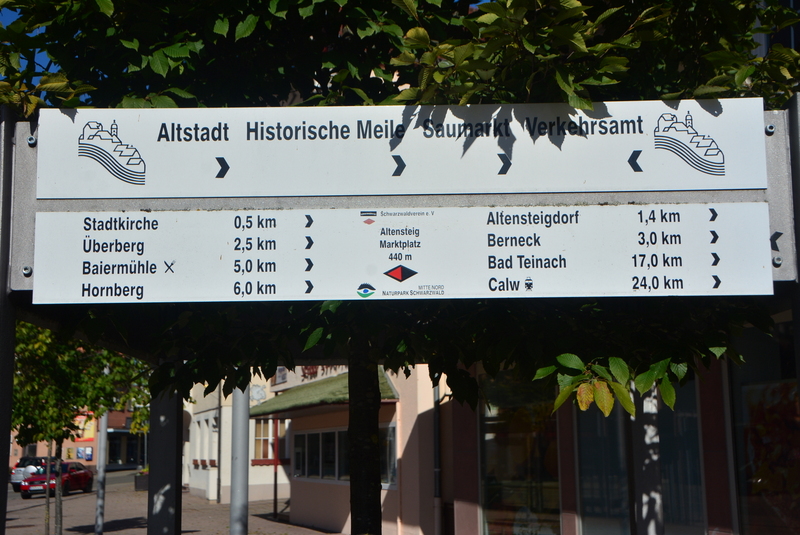 Altstadt Historische Meile Saumarkt Verkehrsamt
Stadtkirche 0,5 km
Überberg 2,5 km
Baiermühle 5,0 km
Hornberg 6,0 km
Schwarzwaldverein e. V
Altensteig
Marktplatz
440 m
MITTE/NORD
NATURPARK SCHWARZWALD
Altensteigdorf 1,4 km
Berneck 3,0 km
Bad Teinach 17,0 km
Calw 24,0 km